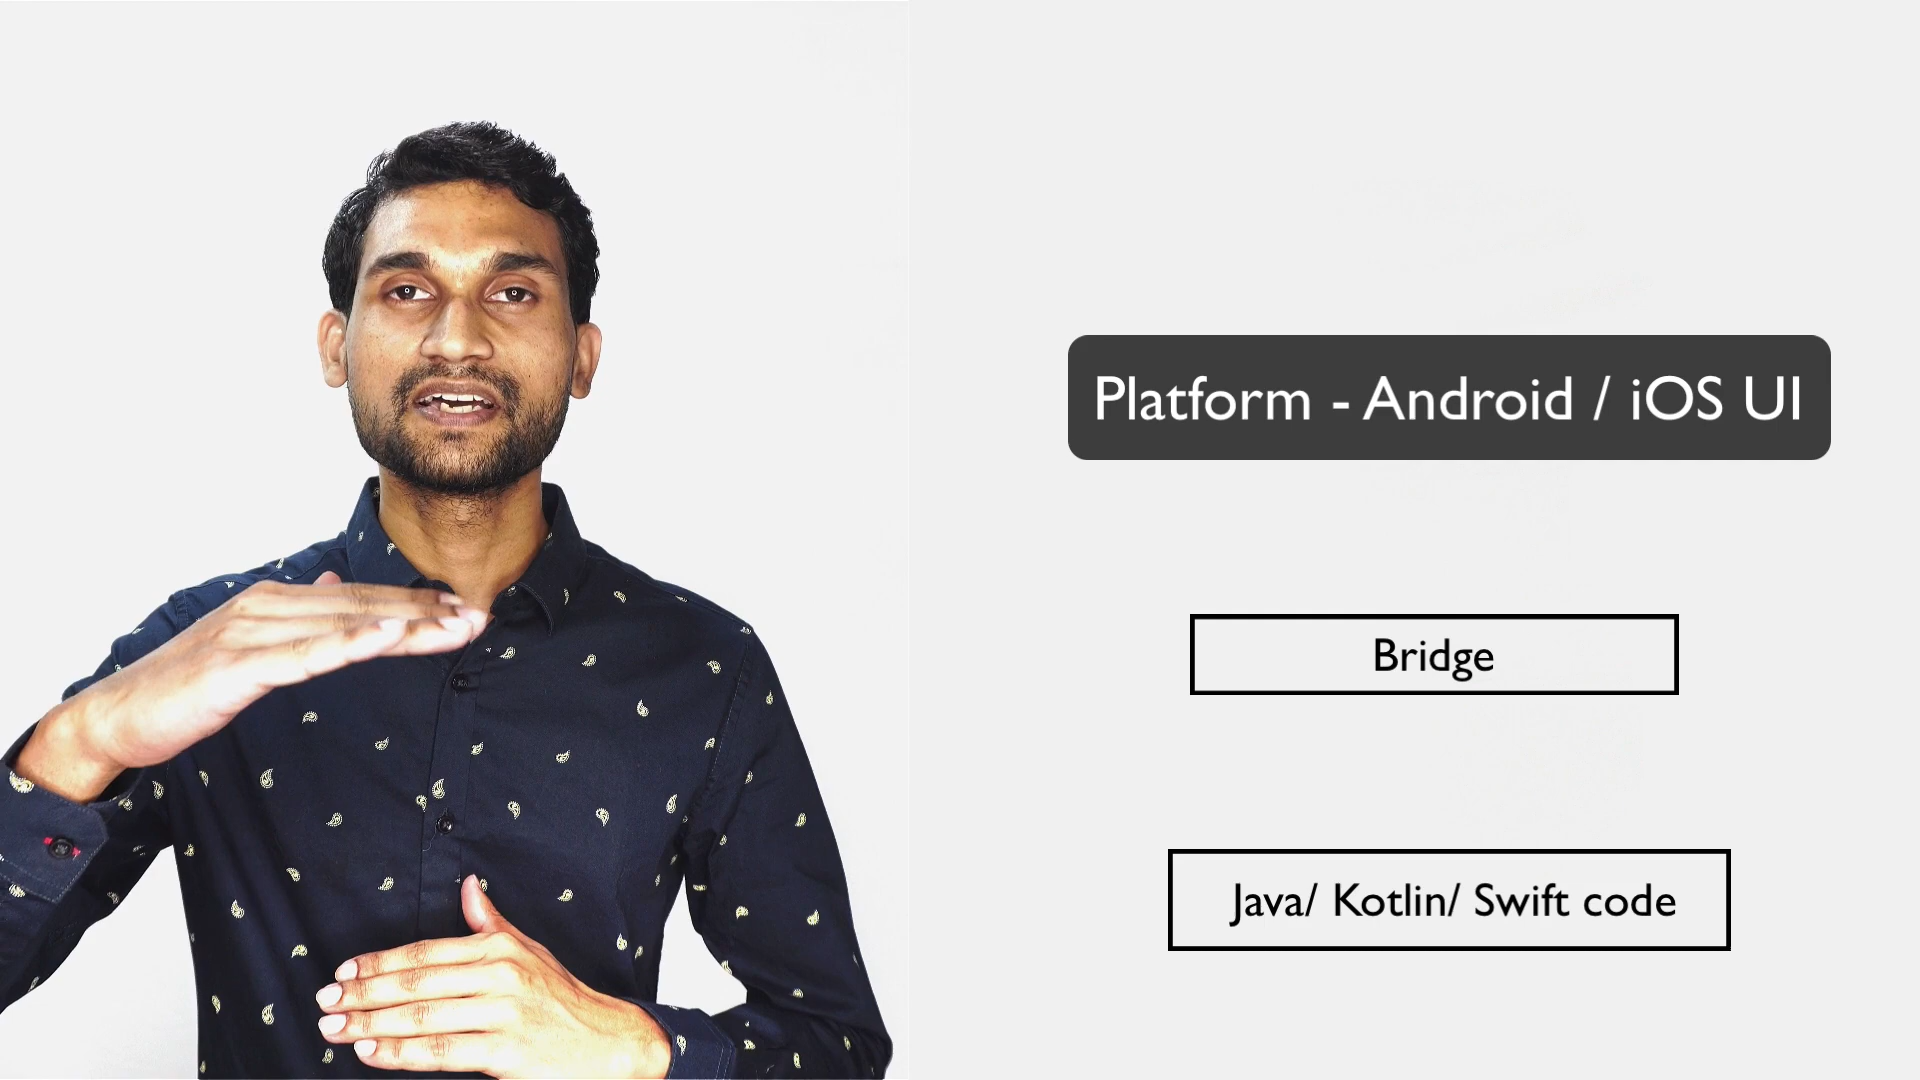 Platform - Android / iOS UI
Bridge
Java/ Kotlin/ Swift code